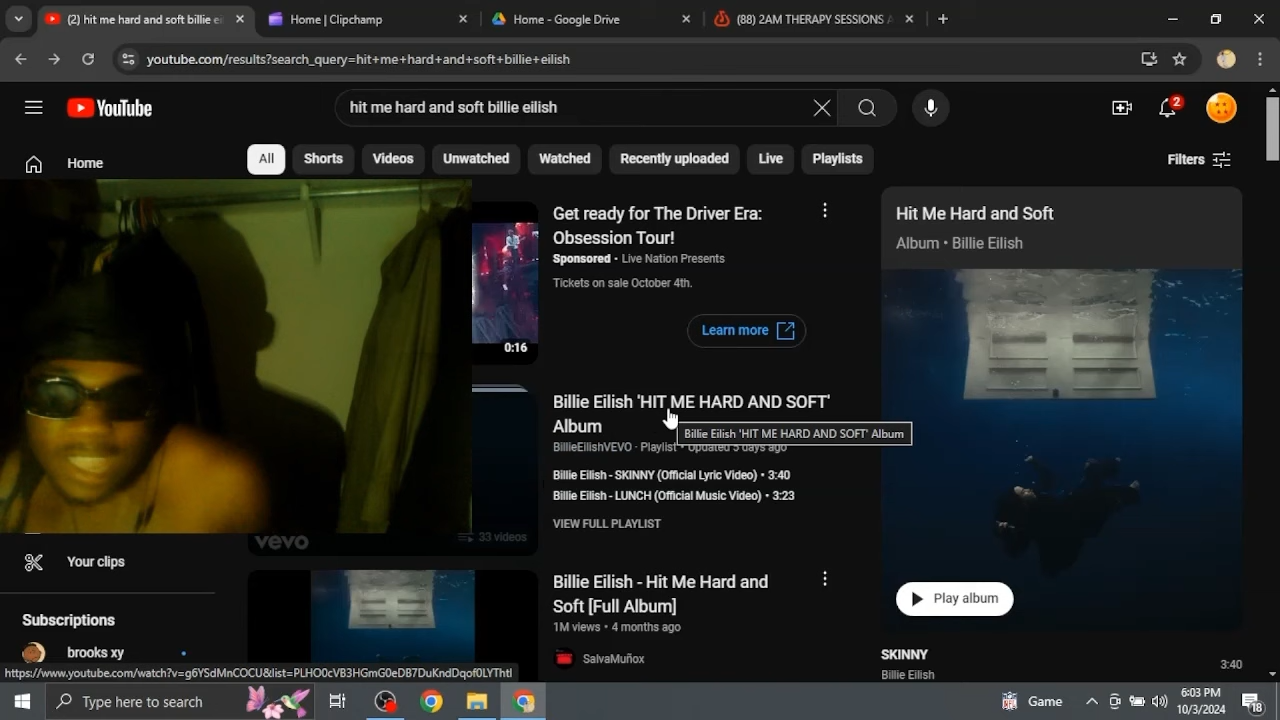 (2) hit me hard and soft billie ei
Home | Clipchamp
Home - Google Drive
(88) 2AM THERAPY SESSIONS A
youtube.com/results?search_query=hit+me+hard+and+soft+billie+eilish
YouTube
hit me hard and soft billie eilish
2
Home
All
Shorts
Videos
Unwatched
Watched
Recently uploaded
Live
Playlists
Filters
Get ready for The Driver Era:
Obsession Tour!
Sponsored • Live Nation Presents
Tickets on sale October 4th.
Learn more
0:16
Billie Eilish 'HIT ME HARD AND SOFT'
Album
Billie Eilish 'HIT ME HARD AND SOFT' Album
BillieEilishVEVO · Playlist • Updated 5 days ago
Billie Eilish - SKINNY (Official Lyric Video) • 3:40
Billie Eilish - LUNCH (Official Music Video) • 3:23
VIEW FULL PLAYLIST
vevo
33 videos
Billie Eilish - Hit Me Hard and
Soft [Full Album]
1M views • 4 months ago
SalvaMuñox
Hit Me Hard and Soft
Album • Billie Eilish
Play album
SKINNY
Billie Eilish
3:40
Your clips
Subscriptions
brooks xy
https://www.youtube.com/watch?v=g6YSdMnCOCU&list=PLHO0cVB3HGmG0eDB7DuKndDqof0LYThtl
Type here to search
Game
6:03 PM
10/3/2024
18